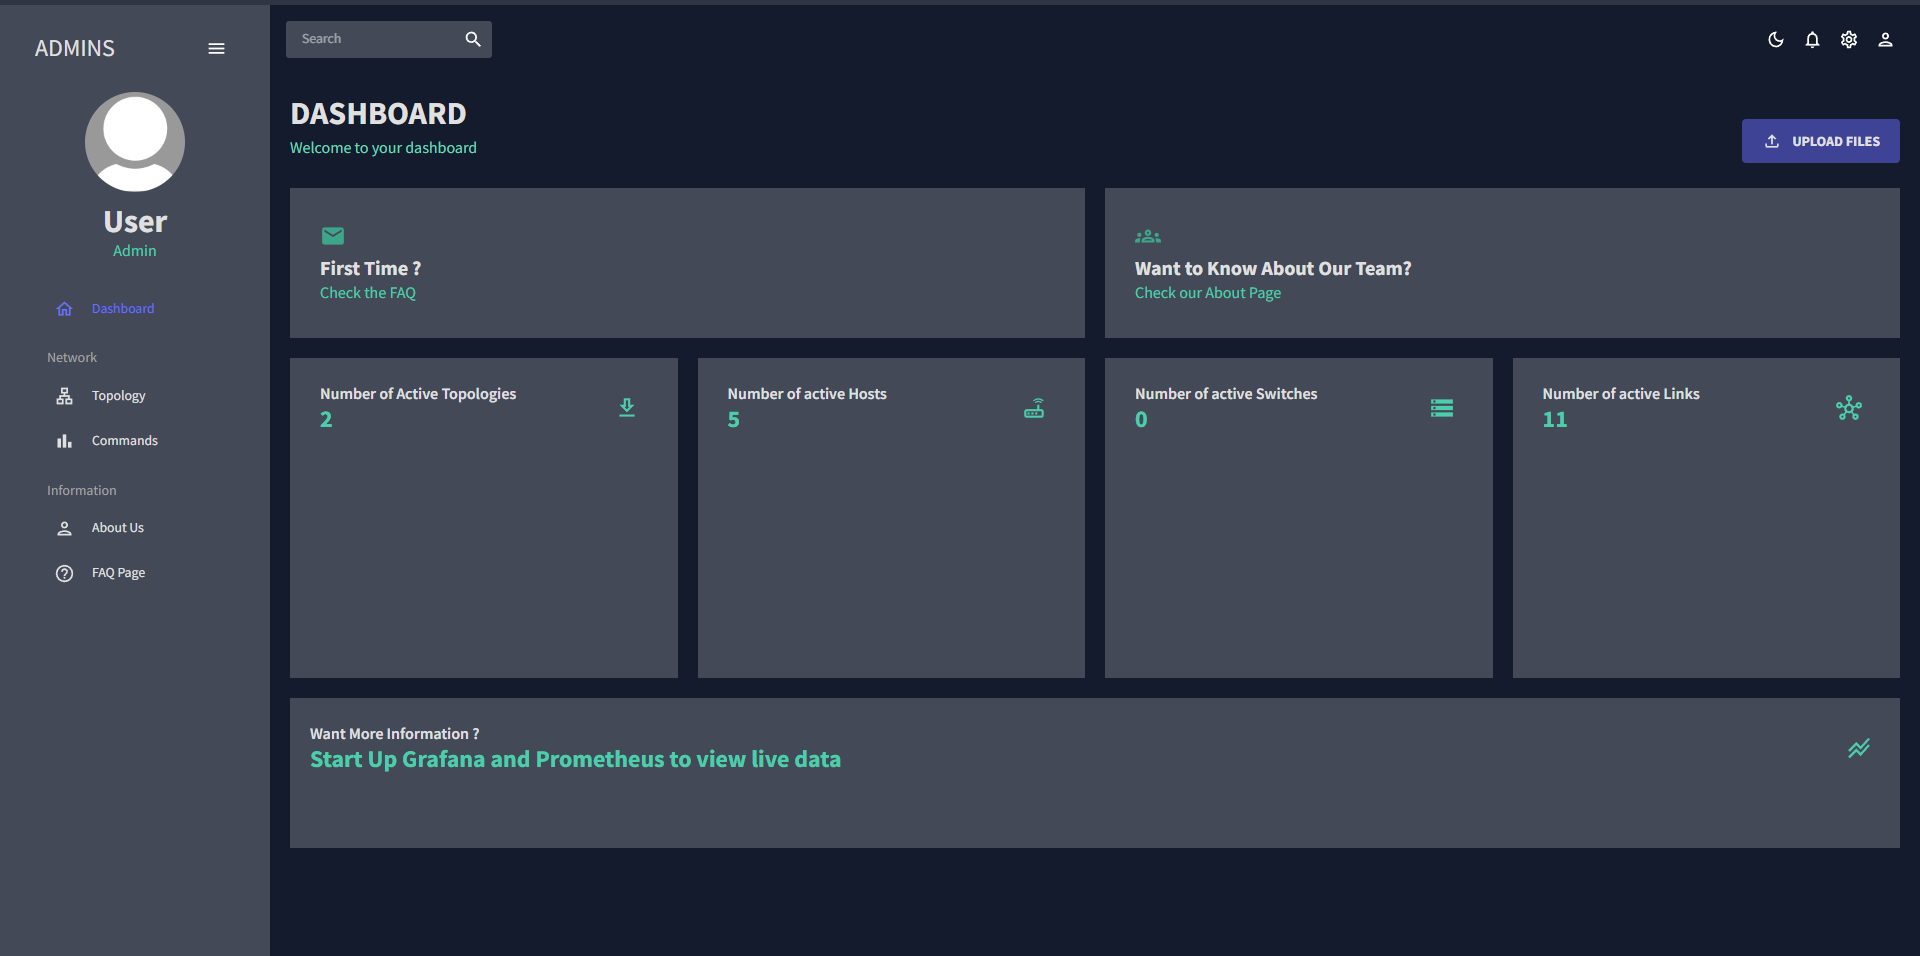 ADMINS
Search
User
Admin
Dashboard
Network
Topology
Commands
Information
About Us
FAQ Page
DASHBOARD
Welcome to your dashboard
UPLOAD FILES
First Time ?
Check the FAQ
Want to Know About Our Team?
Check our About Page
Number of Active Topologies
2
Number of active Hosts
5
Number of active Switches
0
Number of active Links
11
Want More Information ?
Start Up Grafana and Prometheus to view live data